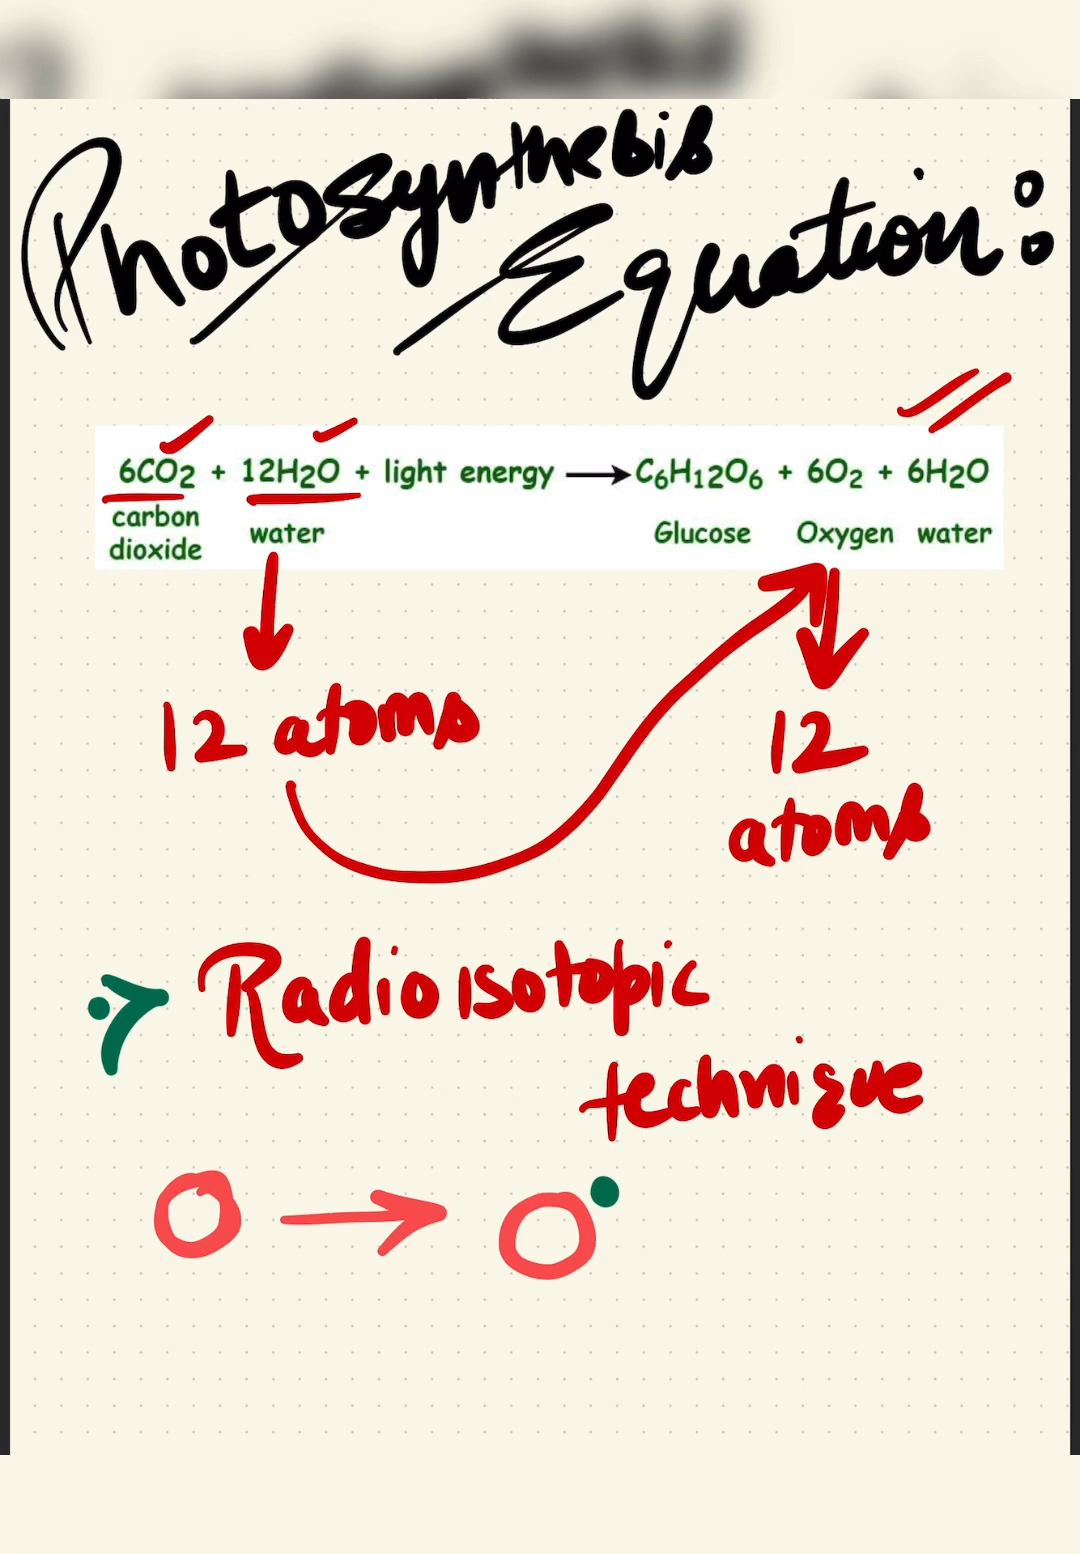 Photosynthesis
Equation:
6CO2 + 12H2O + light energy → C6H12O6 + 6O2 + 6H2O
carbon dioxide water Glucose Oxygen water
12 atoms
12
atoms
Radioisotopic
technique
O → O